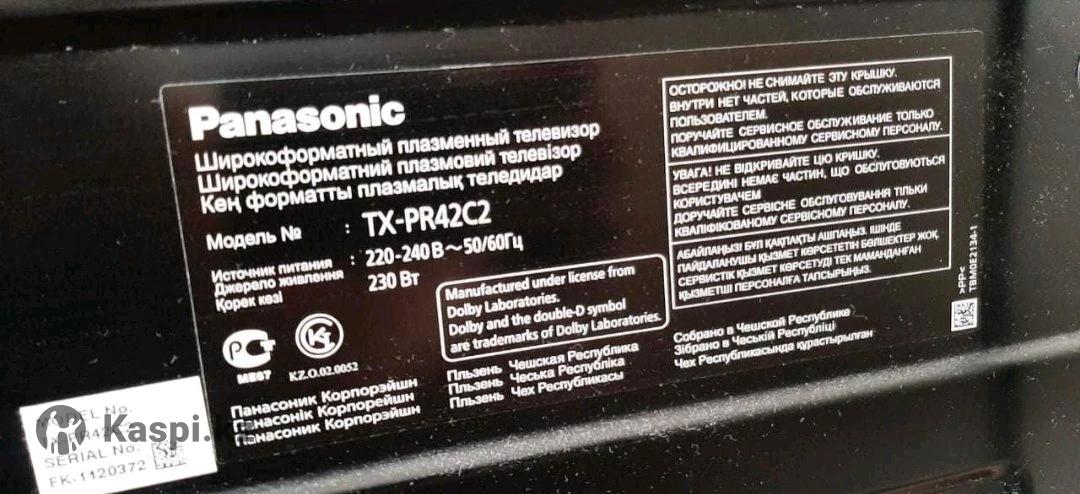 Panasonic
Широкоформатный плазменный телевизор
Широкоформатний плазмовий телевізор
Кең форматты плазмалық теледидар
Модель № : TX-PR42C2
Источник питания
Джерело живлення : 220-240 В ~ 50/60Гц
Қорек көзі 230 Вт
Manufactured under license from
Dolby Laboratories.
Dolby and the double-D symbol
are trademarks of Dolby Laboratories.
РСТ
МЕ67
KZ.O.02.0052
Панасоник Корпорэйшн
Панасонік Корпорейшн
Панасоник Корпорэйшн
Пльзень Чешская Республика
Пльзень Чеська Республіка
Пльзень Чех Республикасы
ОСТОРОЖНО! НЕ СНИМАЙТЕ ЭТУ КРЫШКУ.
ВНУТРИ НЕТ ЧАСТЕЙ, КОТОРЫЕ ОБСЛУЖИВАЮТСЯ
ПОЛЬЗОВАТЕЛЕМ.
ПОРУЧАЙТЕ СЕРВИСНОЕ ОБСЛУЖИВАНИЕ ТОЛЬКО
КВАЛИФИЦИРОВАННОМУ СЕРВИСНОМУ ПЕРСОНАЛУ.
УВАГА! НЕ ВІДКРИВАЙТЕ ЦЮ КРИШКУ.
ВСЕРЕДИНІ НЕМАЄ ЧАСТИН, ЩО ОБСЛУГОВУЮТЬСЯ
КОРИСТУВАЧЕМ
ДОРУЧАЙТЕ СЕРВІСНЕ ОБСЛУГОВУВАННЯ ТІЛЬКИ
КВАЛІФІКОВАНОМУ СЕРВІСНОМУ ПЕРСОНАЛУ.
АБАЙЛАҢЫЗ! БҰЛ ҚАҚПАҚТЫ АШПАҢЫЗ. ІШІНДЕ
ПАЙДАЛАНУШЫ ҚЫЗМЕТ КӨРСЕТЕТІН БӨЛШЕКТЕР ЖОҚ.
СЕРВИСТІК ҚЫЗМЕТ КӨРСЕТУДІ ТЕК МАМАНДАНҒАН
ҚЫЗМЕТШІ ПЕРСОНАЛҒА ТАПСЫРЫҢЫЗ.
Собрано в Чешской Республике
Зібрано в Чеській Республіці
Чех Республикасында құрастырылған
>PP<
TBM0E2134-1
MODEL No.
SERIAL No.
FK-1120372
Kaspi.